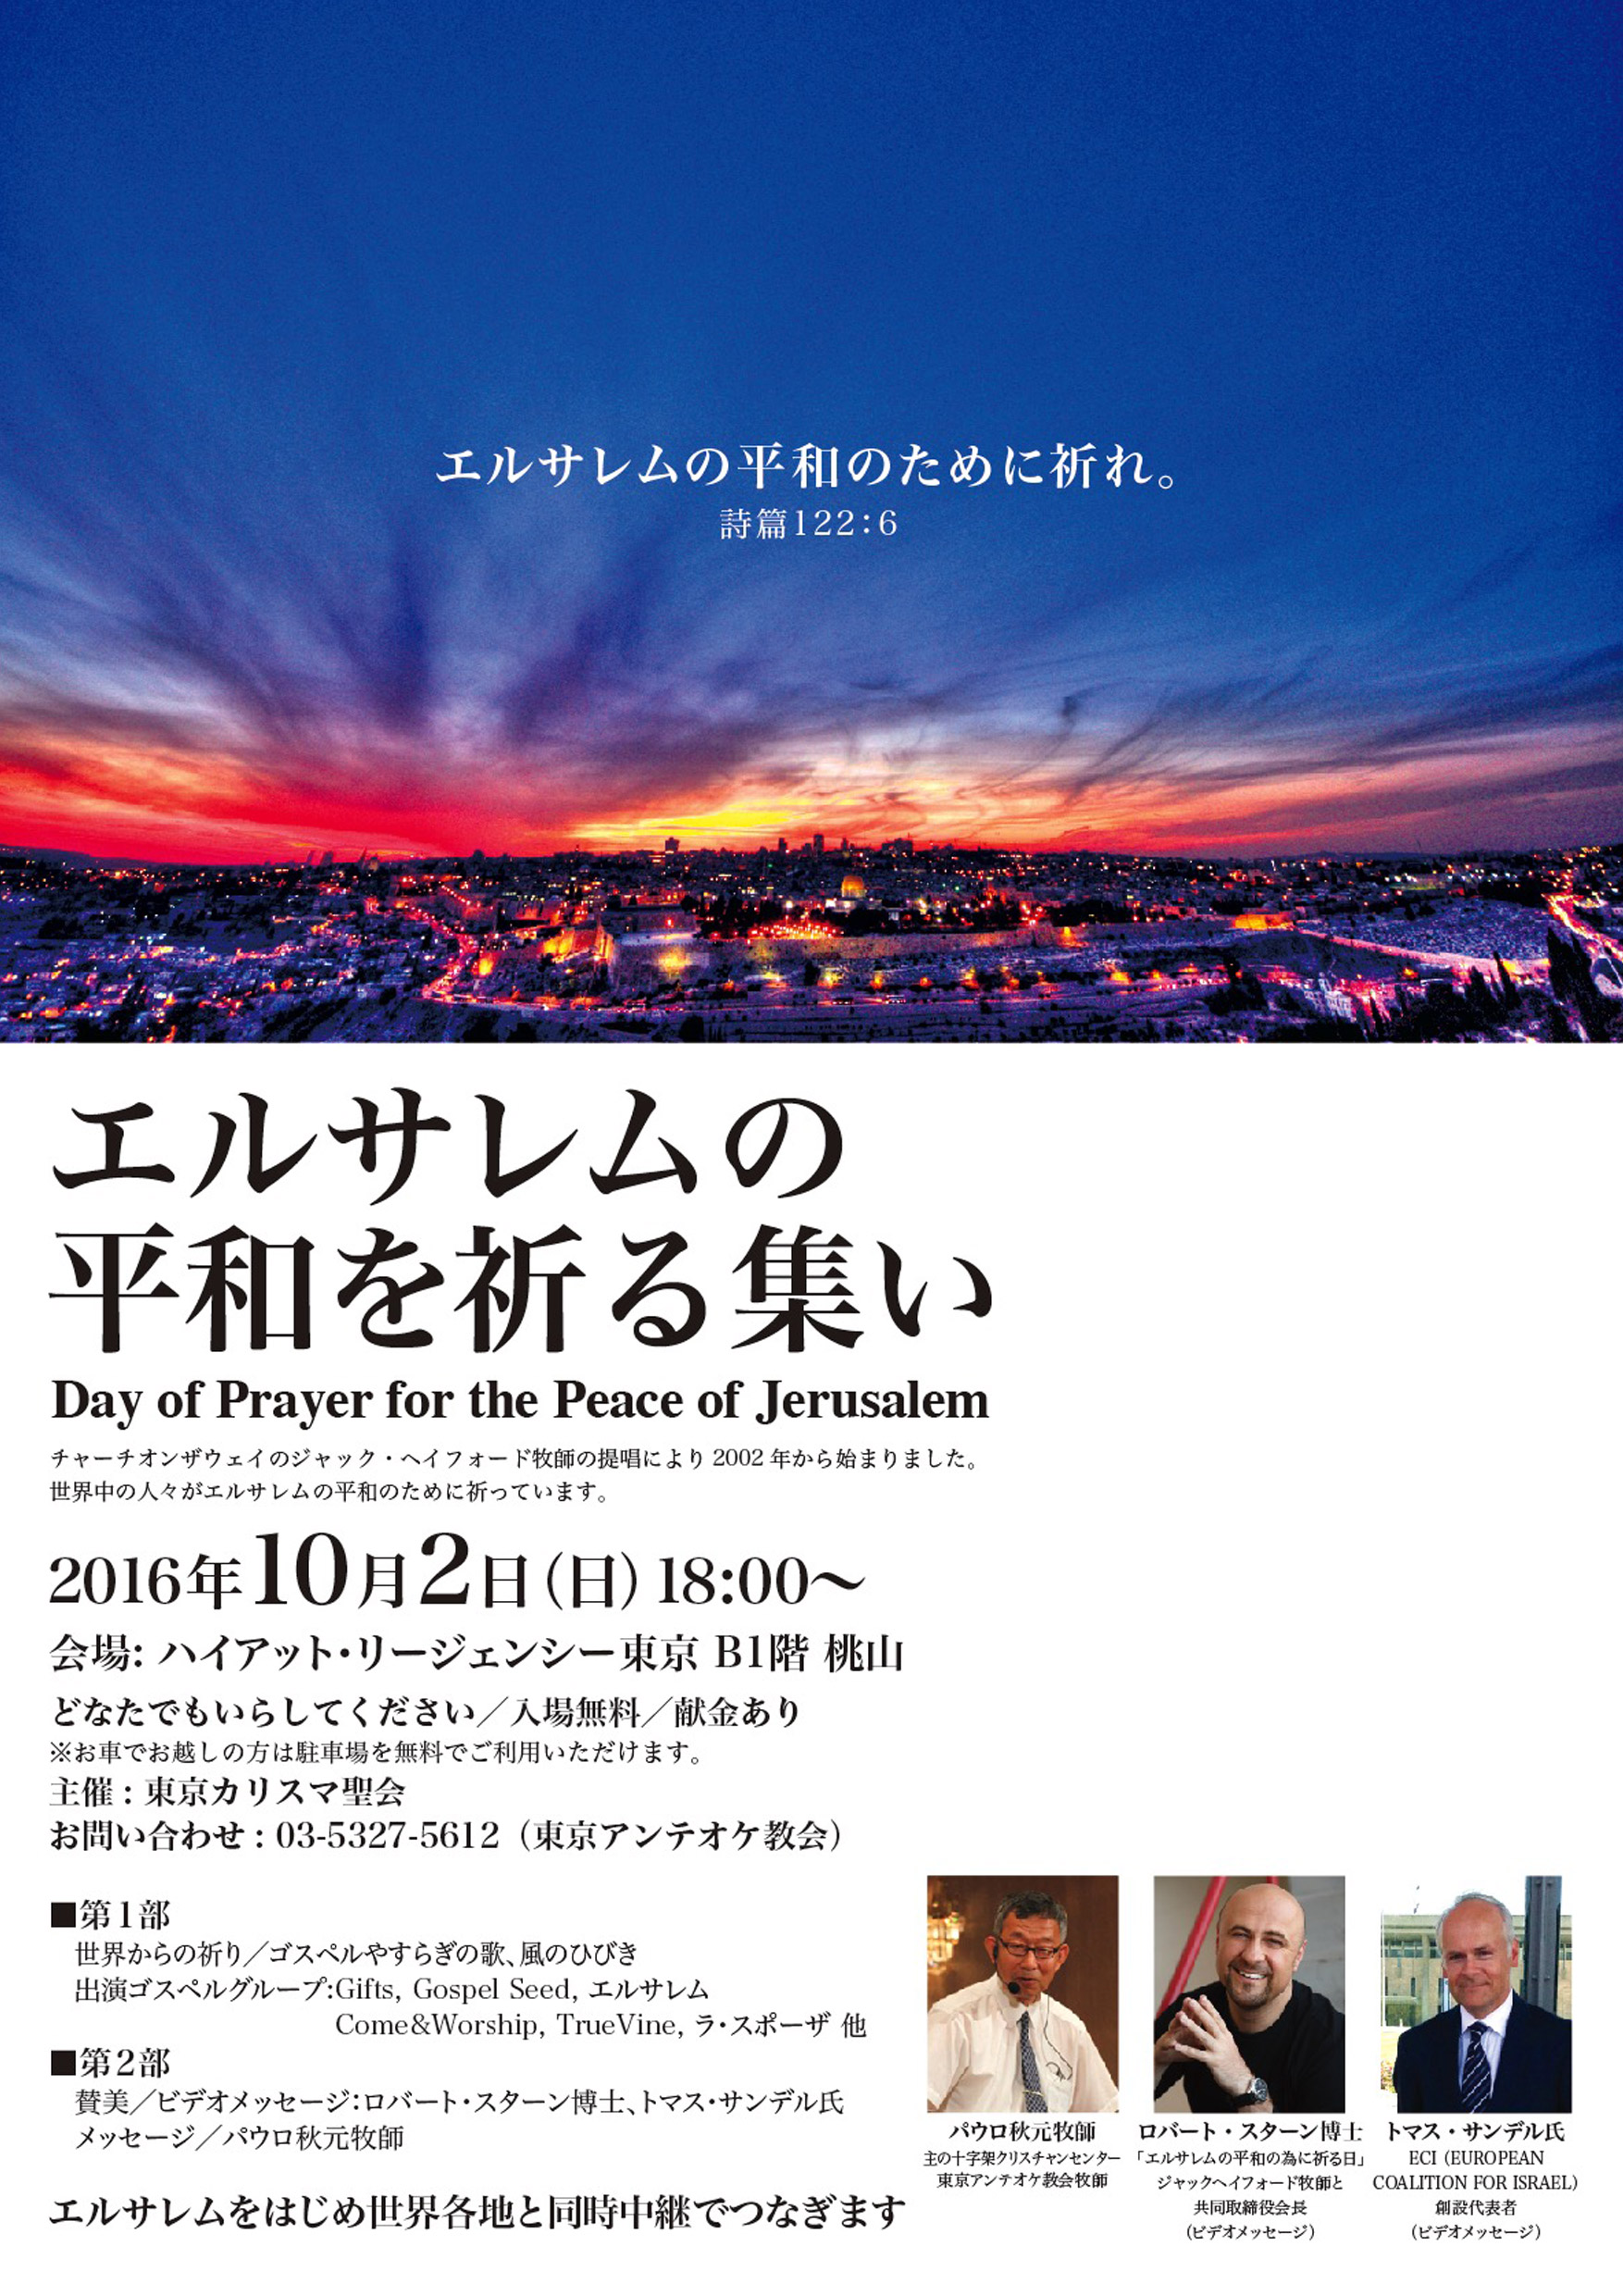 エルサレムの平和のために祈れ。
詩篇122：6
エルサレムの
平和を祈る集い
Day of Prayer for the Peace of Jerusalem
チャーチオンザウェイのジャック・ヘイフォード牧師の提唱により 2002 年から始まりました。
世界中の人々がエルサレムの平和のために祈っています。
2016年10月2日（日）18:00〜
会場: ハイアット・リージェンシー東京 B1階 桃山
どなたでもいらしてください／入場無料／献金あり
※お車でお越しの方は駐車場を無料でご利用いただけます。
主催 : 東京カリスマ聖会
お問い合わせ : 03-5327-5612（東京アンテオケ教会）
■第1部
世界からの祈り／ゴスペルやすらぎの歌、風のひびき
出演ゴスペルグループ:Gifts, Gospel Seed, エルサレム
Come&Worship, TrueVine, ラ・スポーザ 他
■第2部
賛美／ビデオメッセージ：ロバート・スターン博士、トマス・サンデル氏
メッセージ／パウロ秋元牧師
エルサレムをはじめ世界各地と同時中継でつなぎます
パウロ秋元牧師
主の十字架クリスチャンセンター
東京アンテオケ教会牧師
ロバート・スターン博士
「エルサレムの平和の為に祈る日」
ジャックヘイフォード牧師と
共同取締役会長
（ビデオメッセージ）
トマス・サンデル氏
ECI（EUROPEAN
COALITION FOR ISRAEL）
創設代表者
（ビデオメッセージ）